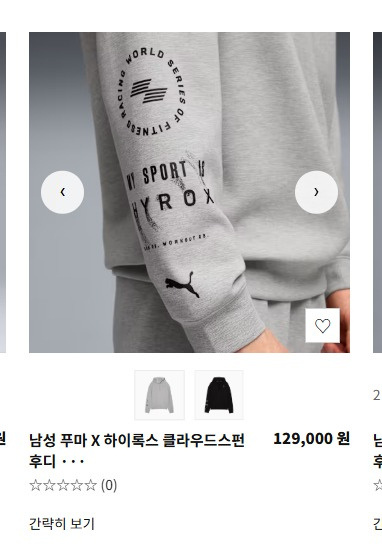 WORLD SERIES OF FITNESS RACING
MY SPORT IS
HYROX
남성 푸마 X 하이록스 클라우드스펀
후디 ···
129,000 원
☆☆☆☆☆ (0)
간략히 보기